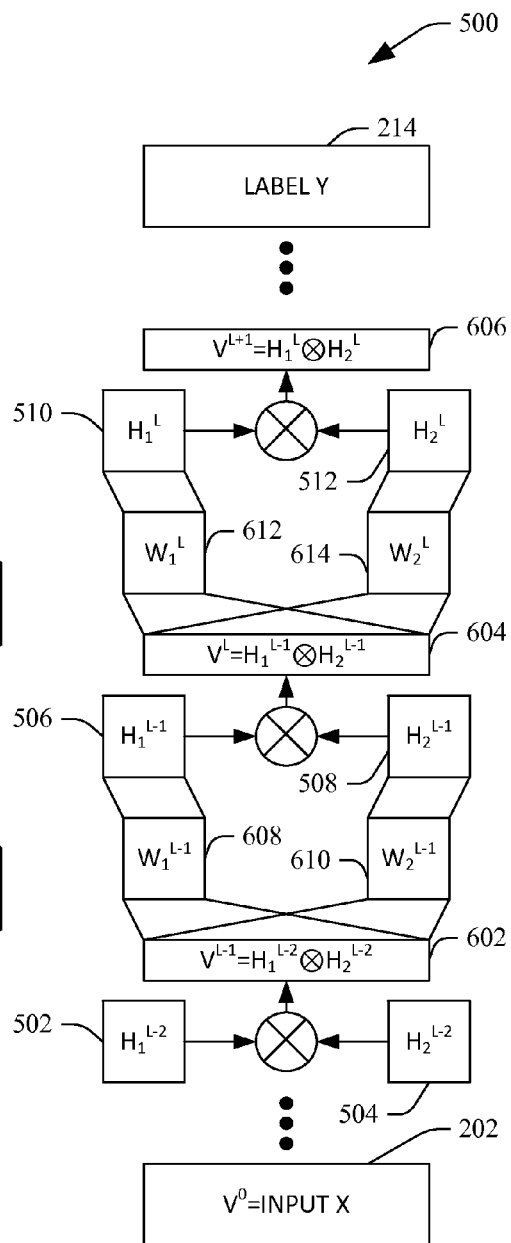 500
214
LABEL Y
606
V^{L+1}=H_1^L⊗H_2^L
510
H_1^L
H_2^L
512
612
W_1^L
614
W_2^L
604
V^L=H_1^{L-1}⊗H_2^{L-1}
506
H_1^{L-1}
H_2^{L-1}
508
608
W_1^{L-1}
610
W_2^{L-1}
602
V^{L-1}=H_1^{L-2}⊗H_2^{L-2}
502
H_1^{L-2}
H_2^{L-2}
504
202
V^0=INPUT X